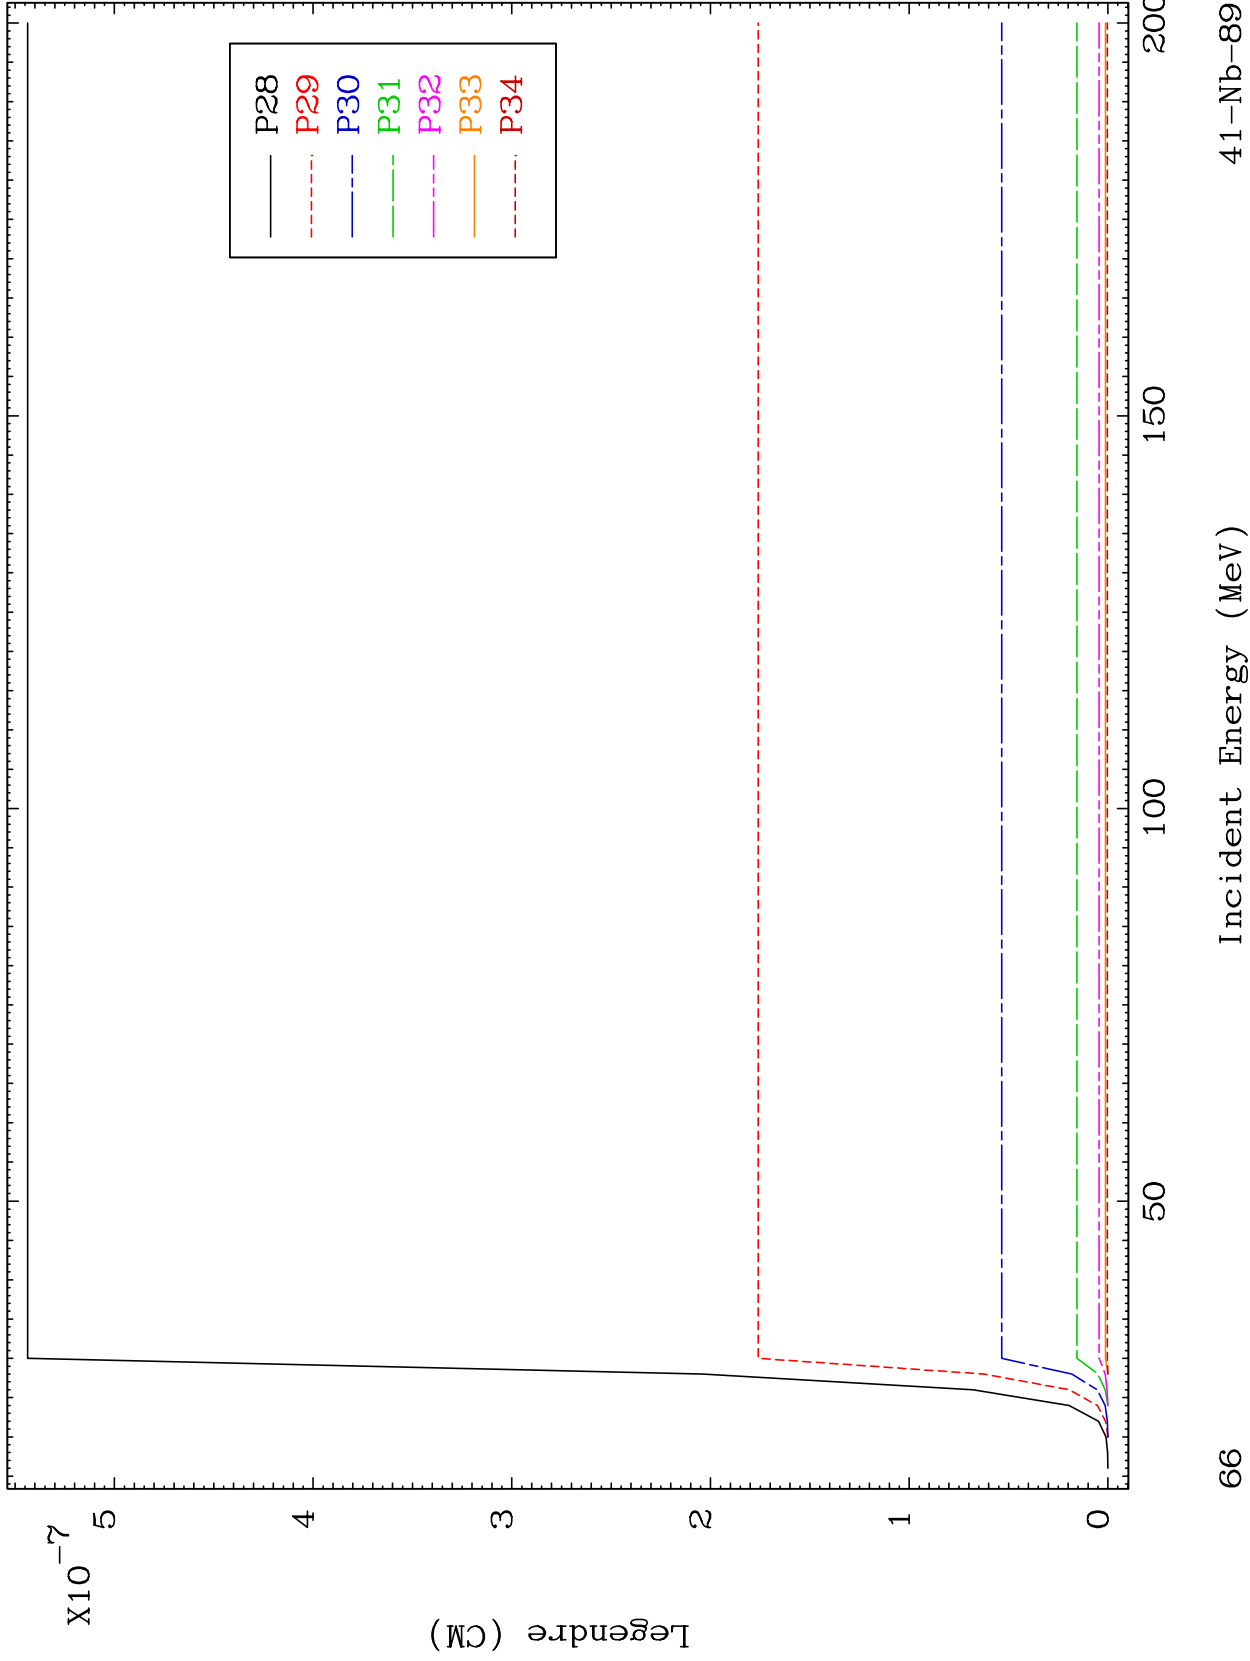 X10-7
5
4
3
2
1
0
Legendre (CM)
P28
P29
P30
P31
P32
P33
P34
50
100
150
200
Incident Energy (MeV)
66
41-Nb-89